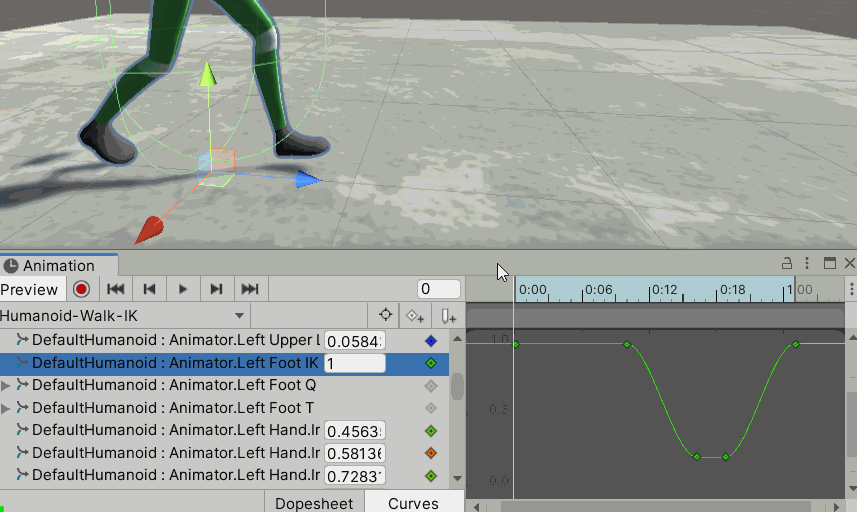 Animation
Preview
0
0:00
0:06
0:12
0:18
1:00
Humanoid-Walk-IK
DefaultHumanoid : Animator.Left Upper L
0.0584
DefaultHumanoid : Animator.Left Foot IK
1
DefaultHumanoid : Animator.Left Foot Q
DefaultHumanoid : Animator.Left Foot T
DefaultHumanoid : Animator.Left Hand.Ir
0.4563
DefaultHumanoid : Animator.Left Hand.Ir
0.5813
DefaultHumanoid : Animator.Left Hand.Ir
0.7283
1.0
0.3
0.0
Dopesheet
Curves